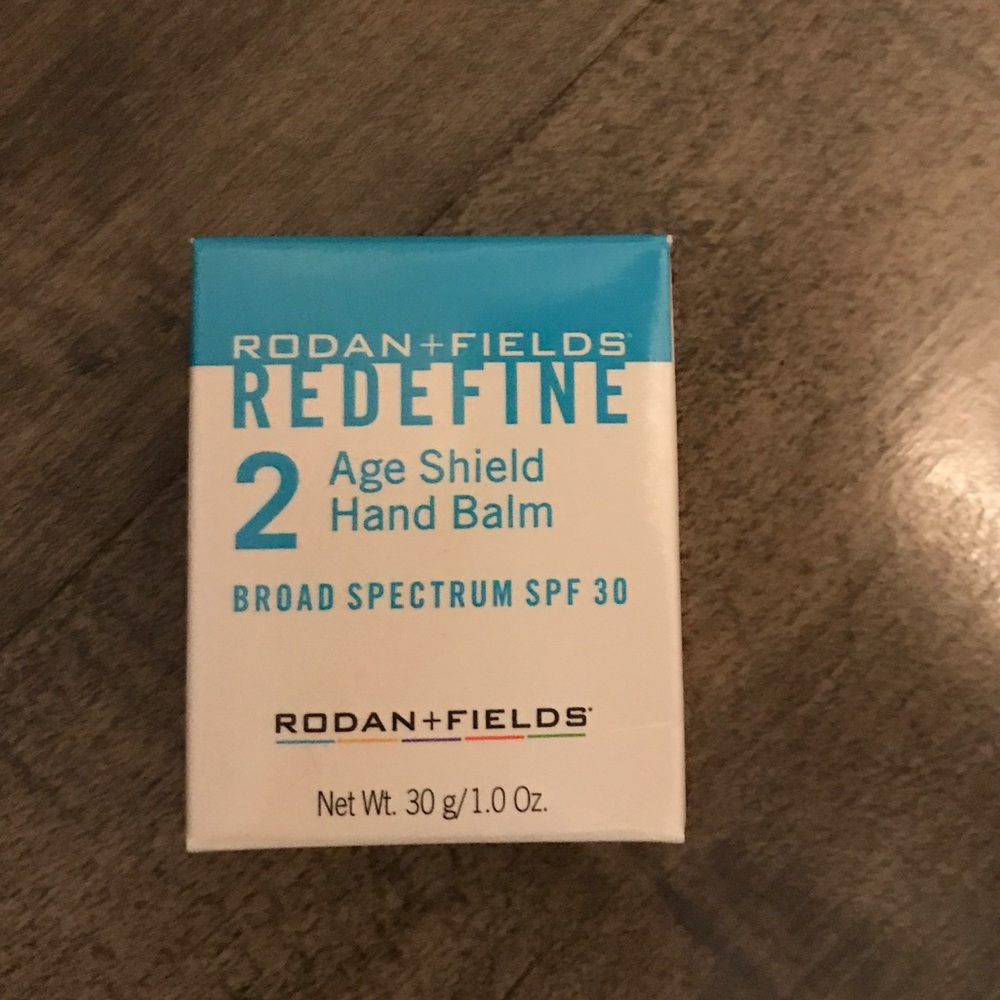 RODAN+FIELDS®
REDEFINE
2 Age Shield
Hand Balm
BROAD SPECTRUM SPF 30
RODAN+FIELDS®
Net Wt. 30 g/1.0 Oz.